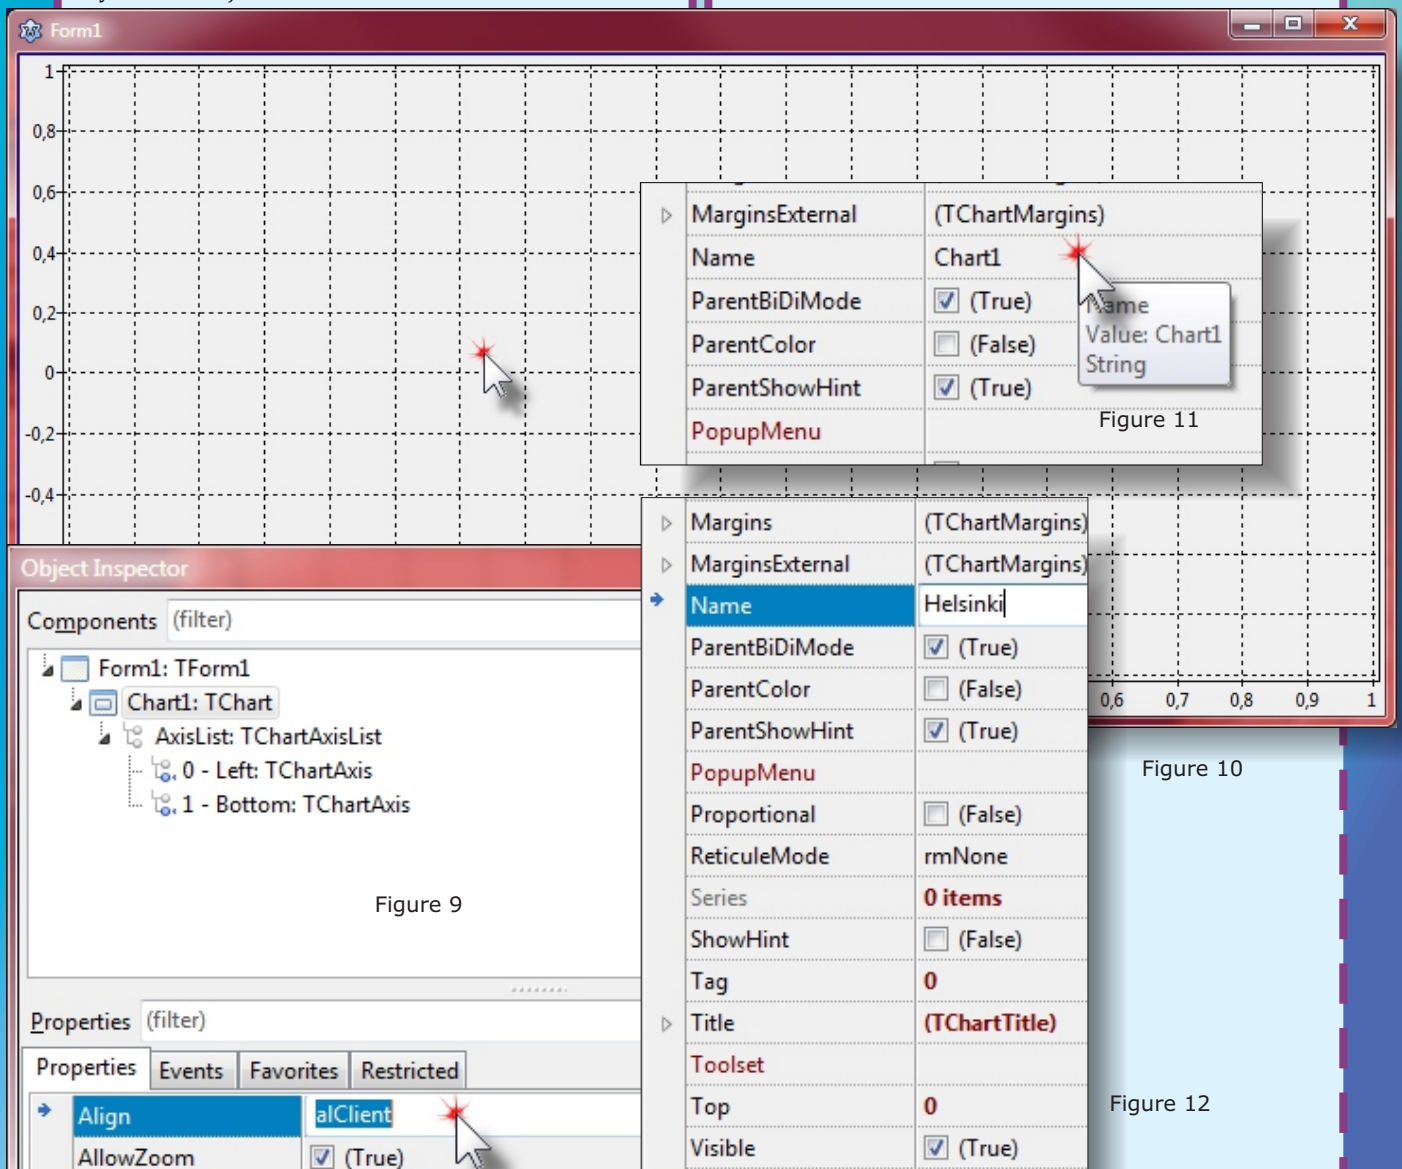 Form1
1
0,8
0,6
0,4
0,2
0
-0,2
-0,4
0,6 0,7 0,8 0,9 1
MarginsExternal (TChartMargins)
Name Chart1
ParentBiDiMode (True)
ParentColor (False)
ParentShowHint (True)
PopupMenu
Name
Value: Chart1
String
Figure 11
Figure 10
Object Inspector
Components (filter)
Form1: TForm1
Chart1: TChart
AxisList: TChartAxisList
0 - Left: TChartAxis
1 - Bottom: TChartAxis
Figure 9
Properties (filter)
Properties Events Favorites Restricted
Align alClient
AllowZoom (True)
Margins (TChartMargins)
MarginsExternal (TChartMargins)
Name Helsinki
ParentBiDiMode (True)
ParentColor (False)
ParentShowHint (True)
PopupMenu
Proportional (False)
ReticuleMode rmNone
Series 0 items
ShowHint (False)
Tag 0
Title (TChartTitle)
Toolset
Top 0
Visible (True)
Figure 12